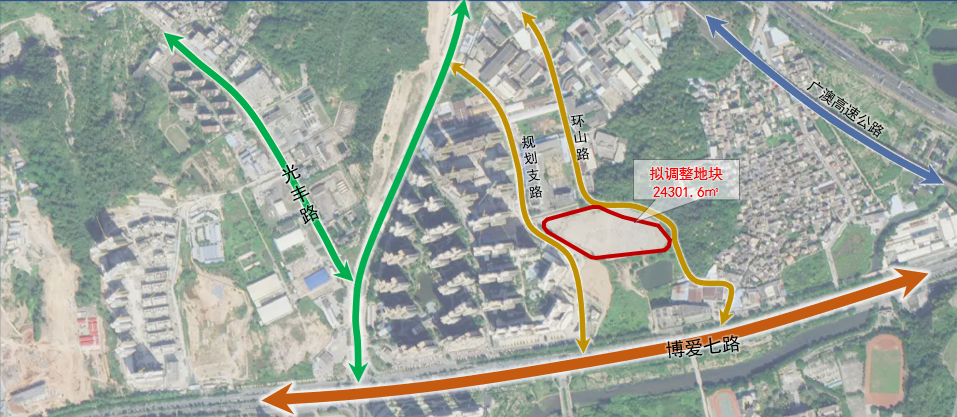 广澳高速公路
环山路
规划支路
拟调整地块
24301.6㎡
光丰路
博爱七路